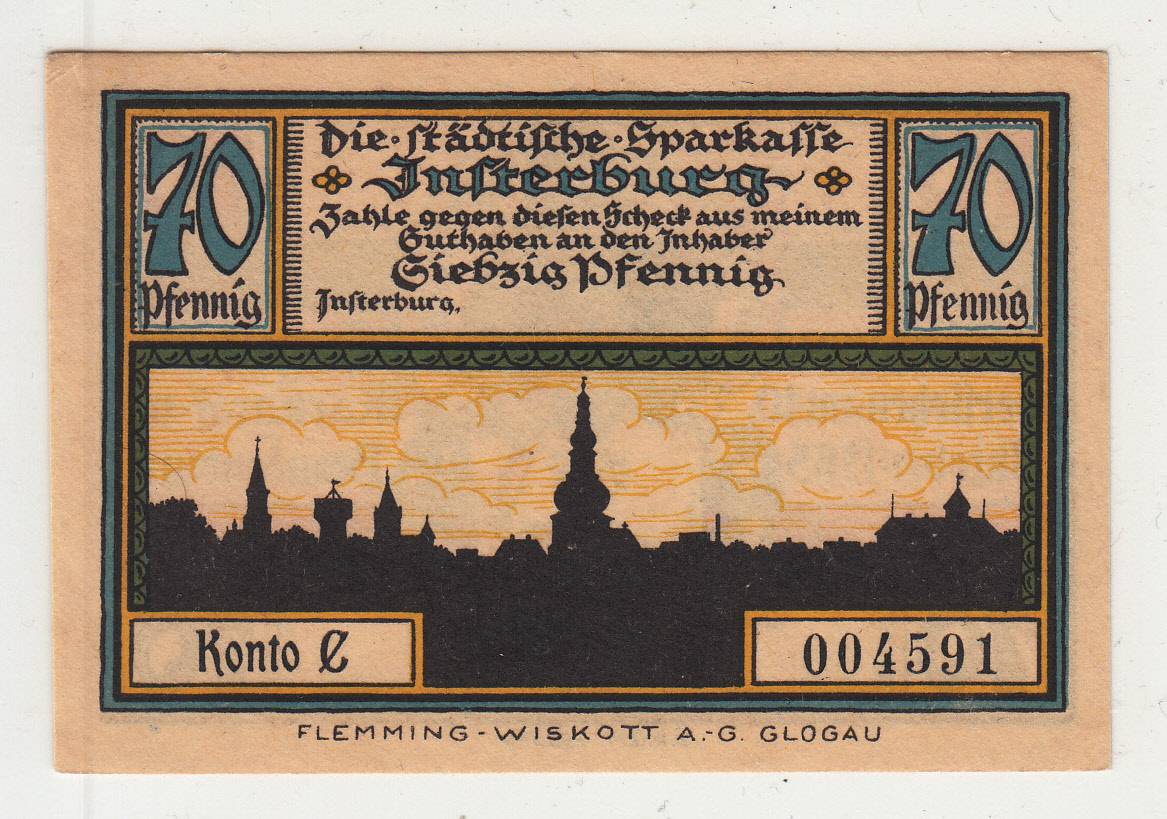 70
Pfennig
Die·städtische·Sparkasse
Insterburg
Zahle gegen diesen Scheck aus meinem
Guthaben an den Inhaber
Siebzig Pfennig
Insterburg,
70
Pfennig
Konto C
004591
FLEMMING-WISKOTT A.-G. GLOGAU